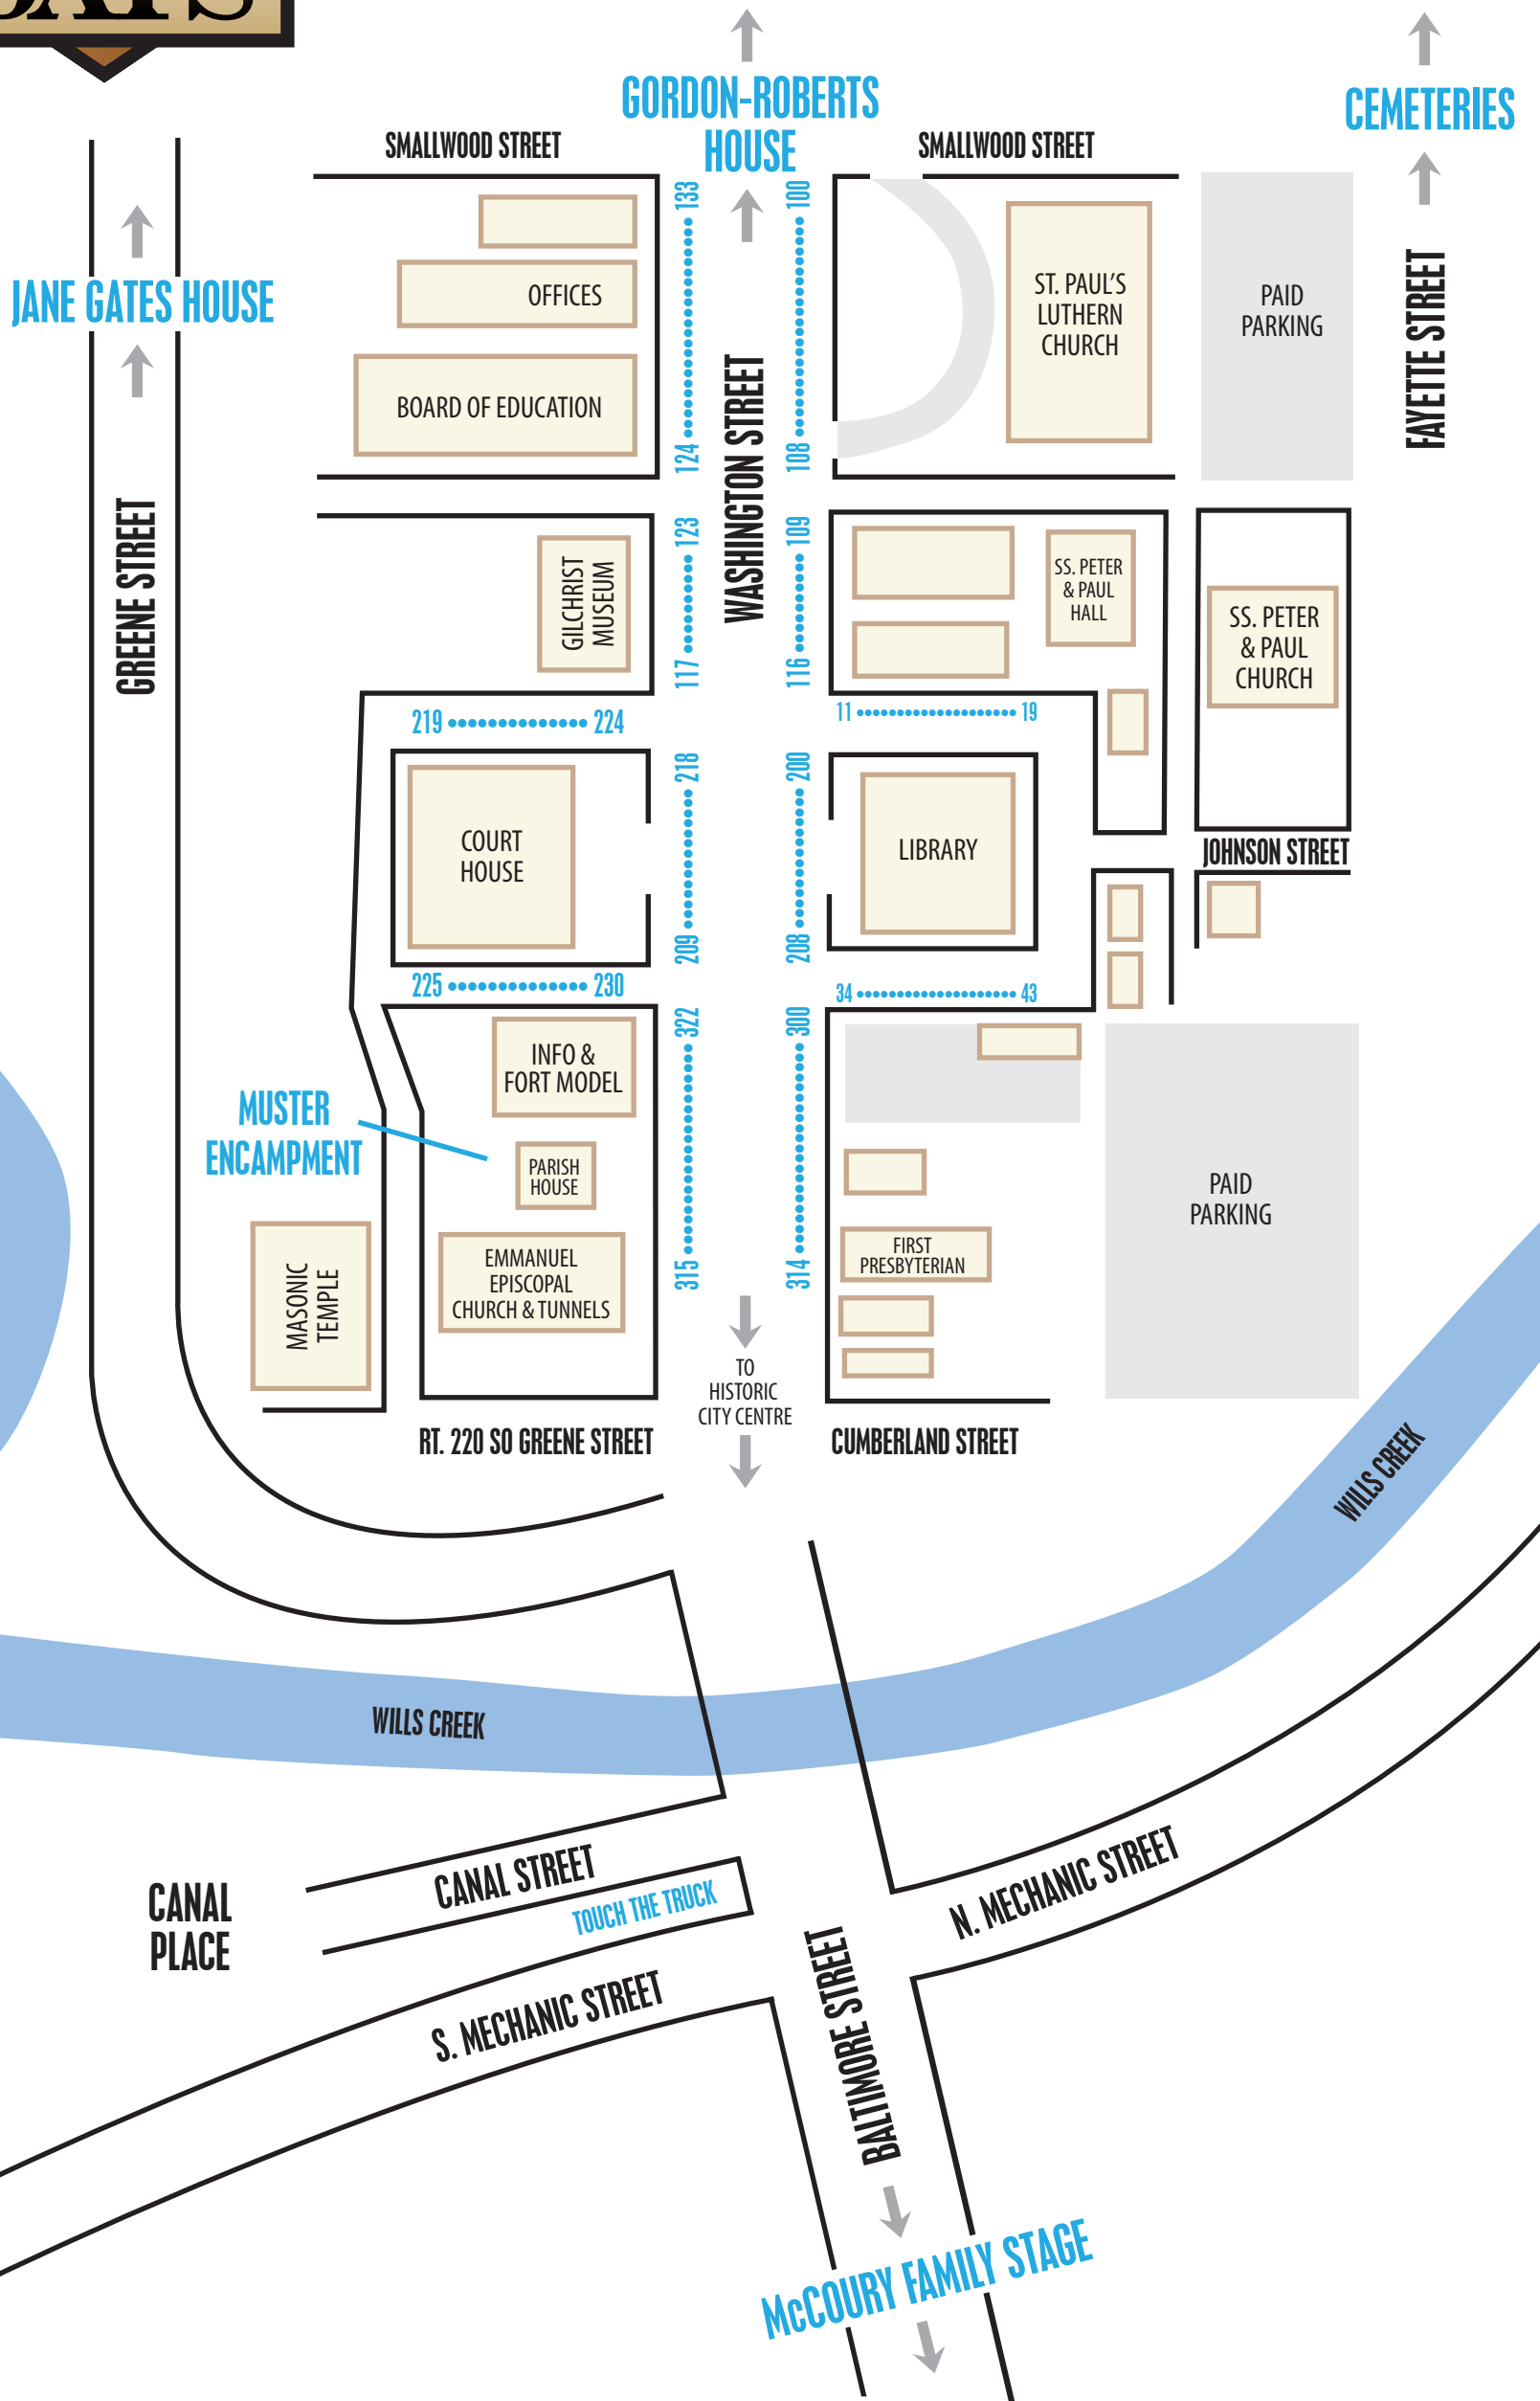 GORDON-ROBERTS
HOUSE
CEMETERIES
SMALLWOOD STREET
SMALLWOOD STREET
133
100
JANE GATES HOUSE
OFFICES
BOARD OF EDUCATION
ST. PAUL'S
LUTHERN
CHURCH
PAID
PARKING
FAYETTE STREET
WASHINGTON STREET
124
108
GREENE STREET
123
109
GILCHRIST
MUSEUM
SS. PETER
& PAUL
HALL
SS. PETER
& PAUL
CHURCH
117
116
219
224
11
19
218
200
COURT
HOUSE
LIBRARY
JOHNSON STREET
209
208
225
230
34
43
322
300
INFO &
FORT MODEL
MUSTER
ENCAMPMENT
PARISH
HOUSE
PAID
PARKING
MASONIC
TEMPLE
EMMANUEL
EPISCOPAL
CHURCH & TUNNELS
FIRST
PRESBYTERIAN
315
314
TO
HISTORIC
CITY CENTRE
RT. 220 SO GREENE STREET
CUMBERLAND STREET
WILLS CREEK
WILLS CREEK
CANAL STREET
TOUCH THE TRUCK
CANAL
PLACE
N. MECHANIC STREET
S. MECHANIC STREET
BALTIMORE STREET
McCOURY FAMILY STAGE